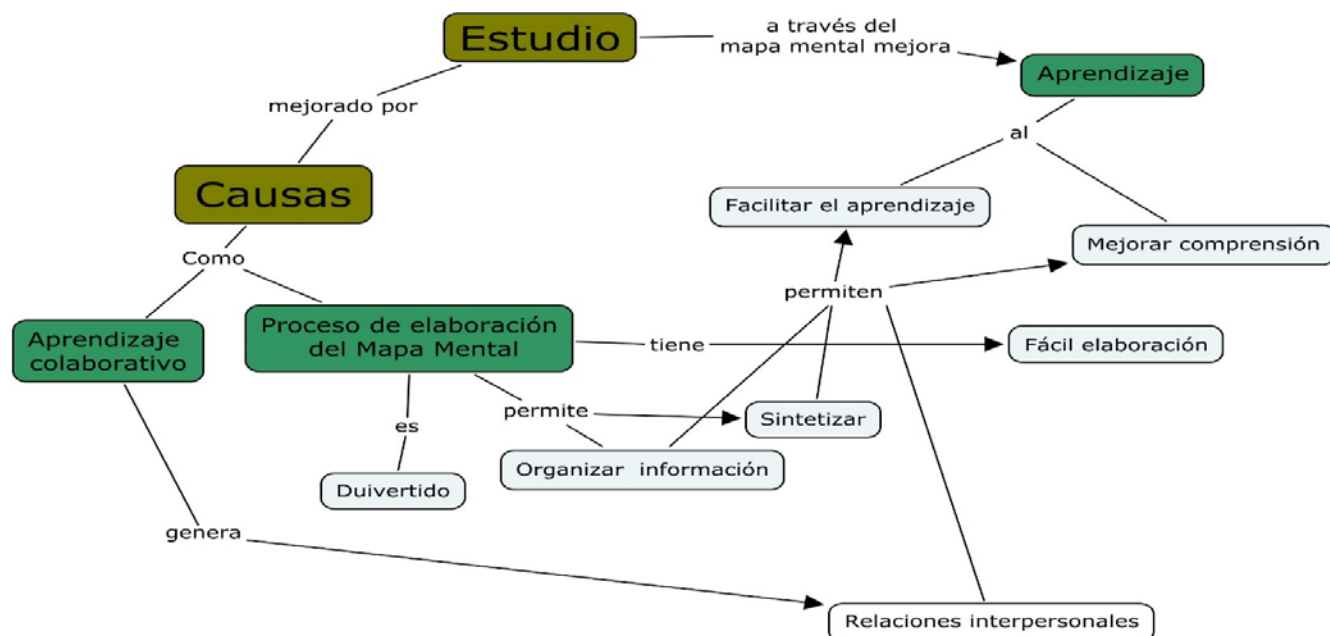 Estudio
a través del
mapa mental mejora
Aprendizaje
mejorado por
al
Causas
Facilitar el aprendizaje
Mejorar comprensión
Como
permiten
Aprendizaje
colaborativo
Proceso de elaboración
del Mapa Mental
tiene
Fácil elaboración
es
permite
Sintetizar
Organizar información
Duivertido
genera
Relaciones interpersonales